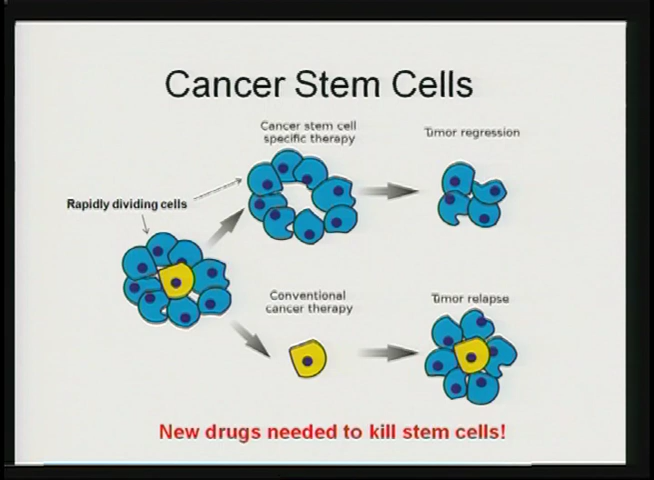 Cancer Stem Cells
Cancer stem cell
specific therapy
Tumor regression
Rapidly dividing cells
Conventional
cancer therapy
Tumor relapse
New drugs needed to kill stem cells!